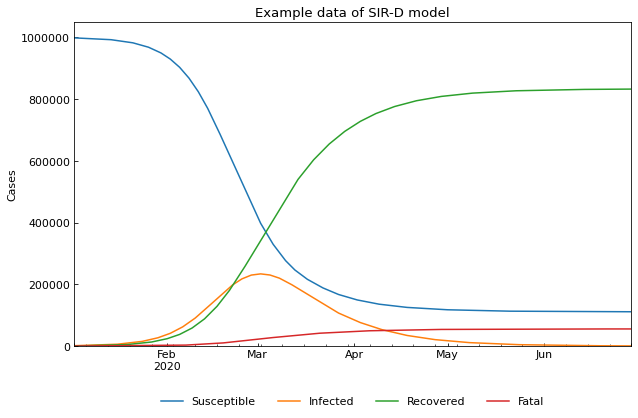 Example data of SIR-D model
Cases
1000000
800000
600000
400000
200000
0
Feb Mar Apr May Jun
2020
Susceptible Infected Recovered Fatal